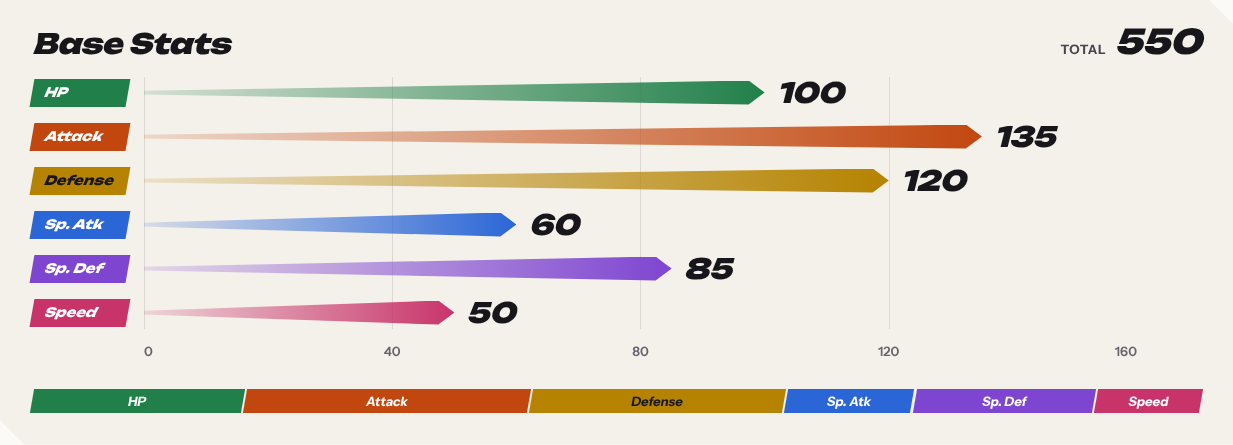 Base Stats
TOTAL 550
HP 100
Attack 135
Defense 120
Sp. Atk 60
Sp. Def 85
Speed 50
0 40 80 120 160
HP Attack Defense Sp. Atk Sp. Def Speed